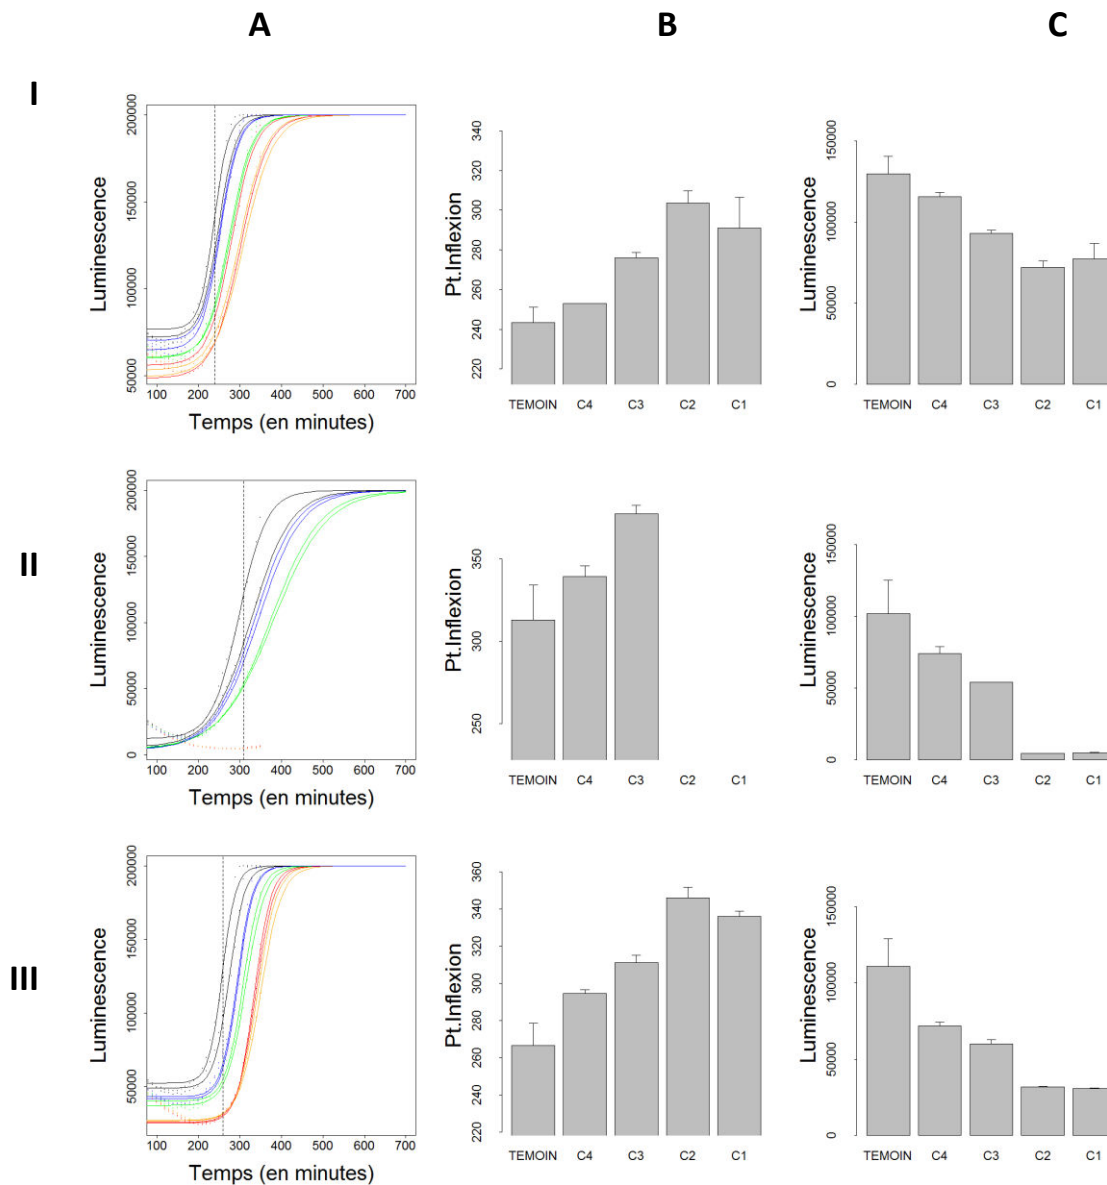 A B C
I
200000
150000
100000
50000
Luminescence
100 200 300 400 500 600 700
Temps (en minutes)
340
320
300
280
260
240
220
Pt.Inflexion
TEMOIN C4 C3 C2 C1
150000
100000
50000
0
Luminescence
TEMOIN C4 C3 C2 C1
II
200000
150000
100000
50000
0
Luminescence
100 200 300 400 500 600 700
Temps (en minutes)
350
300
250
Pt.Inflexion
TEMOIN C4 C3 C2 C1
150000
100000
50000
0
Luminescence
TEMOIN C4 C3 C2 C1
III
200000
150000
100000
50000
Luminescence
100 200 300 400 500 600 700
Temps (en minutes)
360
340
320
300
280
260
240
220
Pt.Inflexion
TEMOIN C4 C3 C2 C1
150000
100000
50000
0
Luminescence
TEMOIN C4 C3 C2 C1